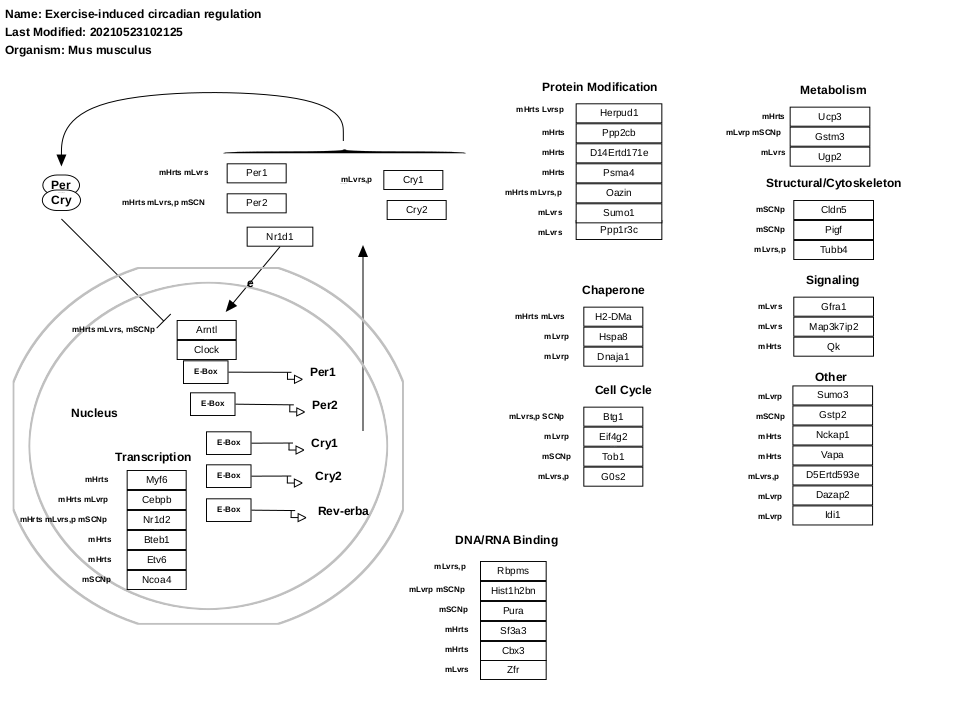 Name: Exercise-induced circadian regulation
Last Modified: 20210523102125
Organism: Mus musculus
Per
Cry
mHrts mLvrs
Per1
mHrts mLvrs,p mSCN
Per2
mLvrs,p
Cry1
Cry2
Nr1d1
e
mHrts mLvrs, mSCNp
Arntl
Clock
E-Box
Per1
E-Box
Per2
E-Box
Cry1
E-Box
Cry2
E-Box
Rev-erba
Nucleus
Transcription
mHrts
Myf6
mHrts mLvrp
Cebpb
mHrts mLvrs,p mSCNp
Nr1d2
mHrts
Bteb1
mHrts
Etv6
mSCNp
Ncoa4
Protein Modification
mHrts Lvrsp
Herpud1
mHrts
Ppp2cb
mHrts
D14Ertd171e
mHrts
Psma4
mHrts mLvrs,p
Oazin
mLvrs
Sumo1
mLvrs
Ppp1r3c
Chaperone
mHrts mLvrs
H2-DMa
mLvrp
Hspa8
mLvrp
Dnaja1
Cell Cycle
mLvrs,p SCNp
Btg1
mLvrp
Eif4g2
mSCNp
Tob1
mLvrs,p
G0s2
DNA/RNA Binding
mLvrs,p
Rbpms
mLvrp mSCNp
Hist1h2bn
mSCNp
Pura
mHrts
Sf3a3
mHrts
Cbx3
mLvrs
Zfr
Metabolism
mHrts
Ucp3
mLvrp mSCNp
Gstm3
mLvrs
Ugp2
Structural/Cytoskeleton
mSCNp
Cldn5
mSCNp
Pigf
mLvrs,p
Tubb4
Signaling
mLvrs
Gfra1
mLvrs
Map3k7ip2
mHrts
Qk
Other
mLvrp
Sumo3
mSCNp
Gstp2
mHrts
Nckap1
mHrts
Vapa
mLvrs,p
D5Ertd593e
mLvrp
Dazap2
mLvrp
Idi1